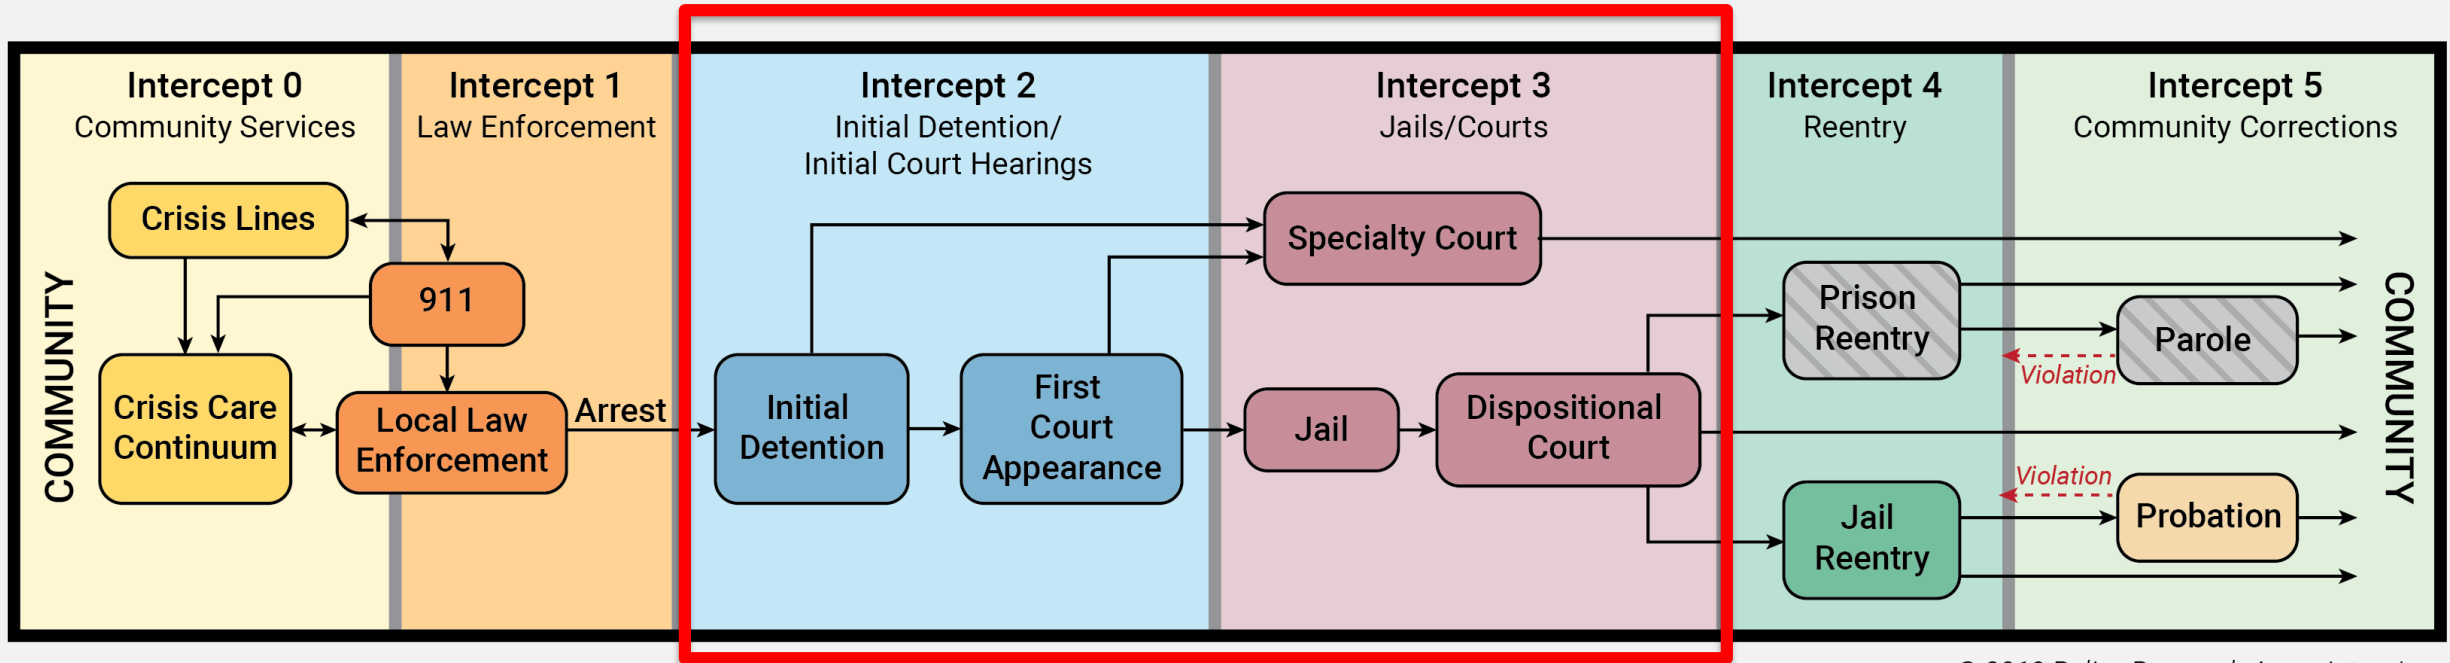 Intercept 0
Community Services
Intercept 1
Law Enforcement
Intercept 2
Initial Detention/
Initial Court Hearings
Intercept 3
Jails/Courts
Intercept 4
Reentry
Intercept 5
Community Corrections
COMMUNITY
Crisis Lines
911
Crisis Care
Continuum
Local Law
Enforcement
Arrest
Initial
Detention
First
Court
Appearance
Specialty Court
Jail
Dispositional
Court
Prison
Reentry
Parole
Violation
Jail
Reentry
Violation
Probation
COMMUNITY